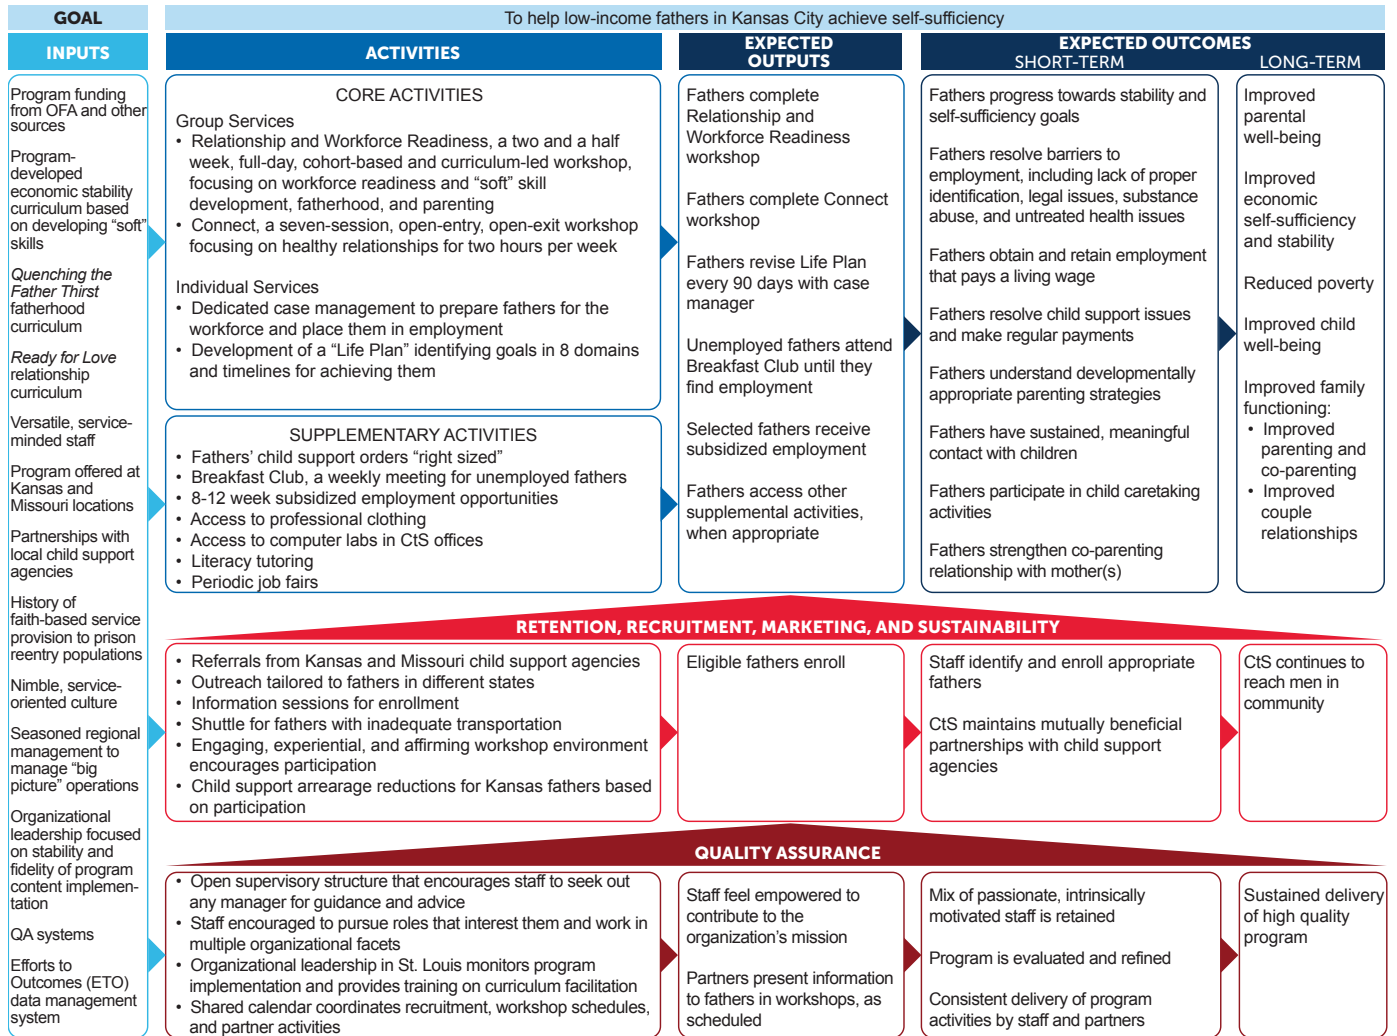 GOAL
To help low-income fathers in Kansas City achieve self-sufficiency
INPUTS
ACTIVITIES
EXPECTED
OUTPUTS
EXPECTED OUTCOMES
SHORT-TERM
LONG-TERM
Program funding
from OFA and other
sources
Program-
developed
economic stability
curriculum based
on developing “soft”
skills
Quenching the
Father Thirst
fatherhood
curriculum
Ready for Love
relationship
curriculum
Versatile, service-
minded staff
Program offered at
Kansas and
Missouri locations
Partnerships with
local child support
agencies
History of
faith-based service
provision to prison
reentry populations
Nimble, service-
oriented culture
Seasoned regional
management to
manage “big
picture” operations
Organizational
leadership focused
on stability and
fidelity of program
content implemen-
tation
QA systems
Efforts to
Outcomes (ETO)
data management
system
CORE ACTIVITIES
Group Services
• Relationship and Workforce Readiness, a two and a half
week, full-day, cohort-based and curriculum-led workshop,
focusing on workforce readiness and “soft” skill
development, fatherhood, and parenting
• Connect, a seven-session, open-entry, open-exit workshop
focusing on healthy relationships for two hours per week
Individual Services
• Dedicated case management to prepare fathers for the
workforce and place them in employment
• Development of a “Life Plan” identifying goals in 8 domains
and timelines for achieving them
SUPPLEMENTARY ACTIVITIES
• Fathers’ child support orders “right sized”
• Breakfast Club, a weekly meeting for unemployed fathers
• 8-12 week subsidized employment opportunities
• Access to professional clothing
• Access to computer labs in CtS offices
• Literacy tutoring
• Periodic job fairs
Fathers complete
Relationship and
Workforce Readiness
workshop
Fathers complete Connect
workshop
Fathers revise Life Plan
every 90 days with case
manager
Unemployed fathers attend
Breakfast Club until they
find employment
Selected fathers receive
subsidized employment
Fathers access other
supplemental activities,
when appropriate
Fathers progress towards stability and
self-sufficiency goals
Fathers resolve barriers to
employment, including lack of proper
identification, legal issues, substance
abuse, and untreated health issues
Fathers obtain and retain employment
that pays a living wage
Fathers resolve child support issues
and make regular payments
Fathers understand developmentally
appropriate parenting strategies
Fathers have sustained, meaningful
contact with children
Fathers participate in child caretaking
activities
Fathers strengthen co-parenting
relationship with mother(s)
Improved
parental
well-being
Improved
economic
self-sufficiency
and stability
Reduced poverty
Improved child
well-being
Improved family
functioning:
• Improved
parenting and
co-parenting
• Improved
couple
relationships
RETENTION, RECRUITMENT, MARKETING, AND SUSTAINABILITY
• Referrals from Kansas and Missouri child support agencies
• Outreach tailored to fathers in different states
• Information sessions for enrollment
• Shuttle for fathers with inadequate transportation
• Engaging, experiential, and affirming workshop environment
encourages participation
• Child support arrearage reductions for Kansas fathers based
on participation
Eligible fathers enroll
Staff identify and enroll appropriate
fathers
CtS maintains mutually beneficial
partnerships with child support
agencies
CtS continues to
reach men in
community
QUALITY ASSURANCE
• Open supervisory structure that encourages staff to seek out
any manager for guidance and advice
• Staff encouraged to pursue roles that interest them and work in
multiple organizational facets
• Organizational leadership in St. Louis monitors program
implementation and provides training on curriculum facilitation
• Shared calendar coordinates recruitment, workshop schedules,
and partner activities
Staff feel empowered to
contribute to the
organization’s mission
Partners present information
to fathers in workshops, as
scheduled
Mix of passionate, intrinsically
motivated staff is retained
Program is evaluated and refined
Consistent delivery of program
activities by staff and partners
Sustained delivery
of high quality
program